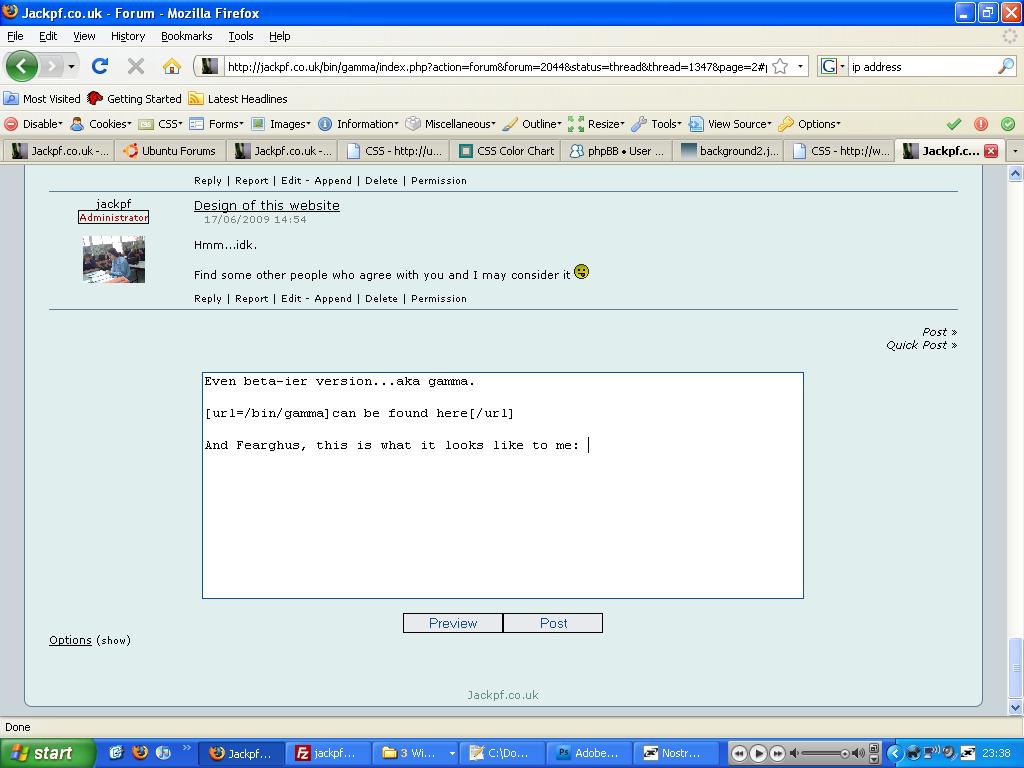 Jackpf.co.uk - Forum - Mozilla Firefox
File Edit View History Bookmarks Tools Help
http://jackpf.co.uk/bin/gamma/index.php?action=forum&forum=2044&status=thread&thread=1347&page=2#
G ip address
Most Visited Getting Started Latest Headlines
Disable Cookies CSS Forms Images Information Miscellaneous Outline Resize Tools View Source Options
Jackpf.co.uk -... Ubuntu Forums Jackpf.co.uk -... CSS - http://u... CSS Color Chart phpBB • User ... background2.j... CSS - http://w... Jackpf.c...
Reply | Report | Edit - Append | Delete | Permission
jackpf
Administrator
Design of this website
17/06/2009 14:54
Hmm...idk.
Find some other people who agree with you and I may consider it
Reply | Report | Edit - Append | Delete | Permission
Post »
Quick Post »
Even beta-ier version...aka gamma.
[url=/bin/gamma]can be found here[/url]
And Fearghus, this is what it looks like to me:
Preview Post
Options (show)
Jackpf.co.uk
Done
start Jackpf... jackpf... 3 Wi... C:\Do... Adobe... Nostr... 23:38